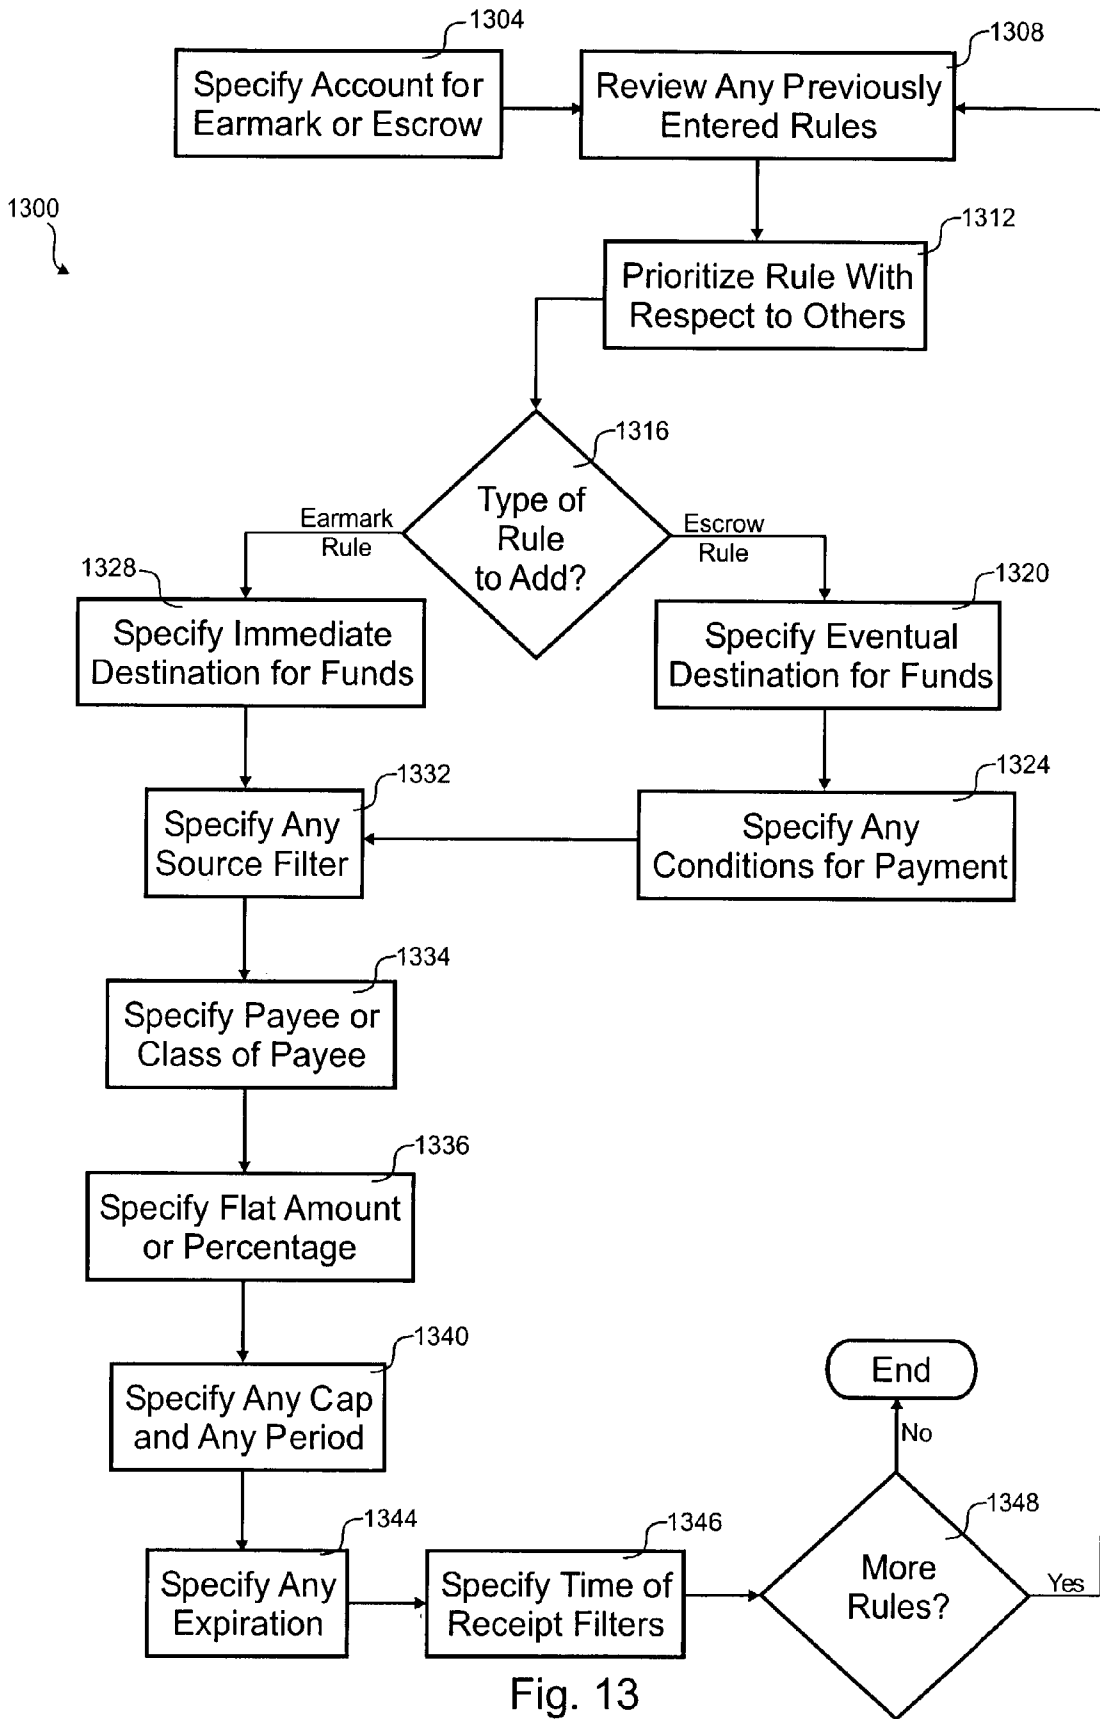 1304
Specify Account for
Earmark or Escrow
1308
Review Any Previously
Entered Rules
1300
1312
Prioritize Rule With
Respect to Others
1316
Type of
Rule
to Add?
Earmark
Rule
Escrow
Rule
1328
Specify Immediate
Destination for Funds
1320
Specify Eventual
Destination for Funds
1332
Specify Any
Source Filter
1324
Specify Any
Conditions for Payment
1334
Specify Payee or
Class of Payee
1336
Specify Flat Amount
or Percentage
1340
Specify Any Cap
and Any Period
End
No
1344
Specify Any
Expiration
1346
Specify Time of
Receipt Filters
1348
More
Rules?
Yes
Fig. 13